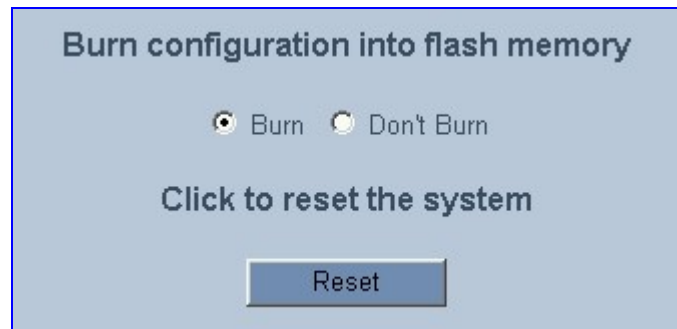 Burn configuration into flash memory
Burn Don't Burn
Click to reset the system
Reset